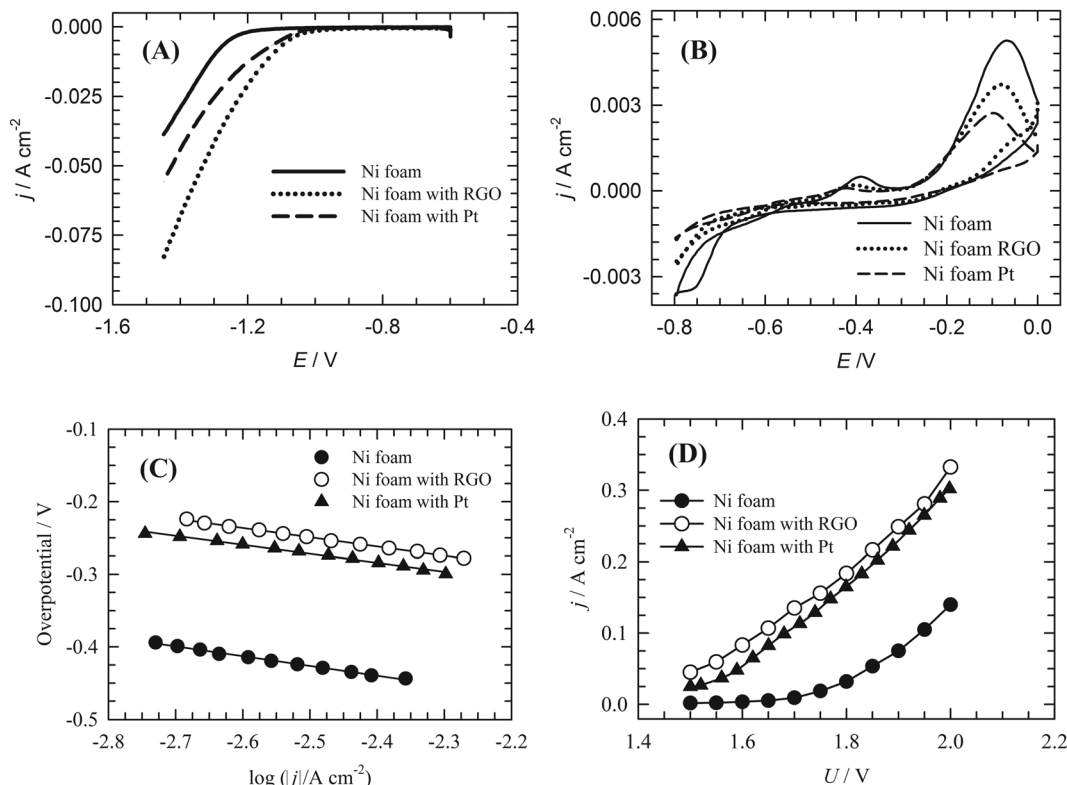 (A)
0.000
-0.025
-0.050
-0.075
-0.100
j / A cm-2
Ni foam
Ni foam with RGO
Ni foam with Pt
-1.6 -1.4 -1.2 -1.0 -0.8 -0.6 -0.4
E / V
(B)
0.006
0.003
0.000
-0.003
j / A cm-2
Ni foam
Ni foam RGO
Ni foam Pt
-0.8 -0.6 -0.4 -0.2 0.0
E /V
(C)
-0.1
-0.2
-0.3
-0.4
-0.5
Overpotential / V
Ni foam
Ni foam with RGO
Ni foam with Pt
-2.8 -2.7 -2.6 -2.5 -2.4 -2.3 -2.2
log (|j|/A cm-2)
(D)
0.4
0.3
0.2
0.1
0.0
j / A cm-2
Ni foam
Ni foam with RGO
Ni foam with Pt
1.4 1.6 1.8 2.0 2.2
U / V